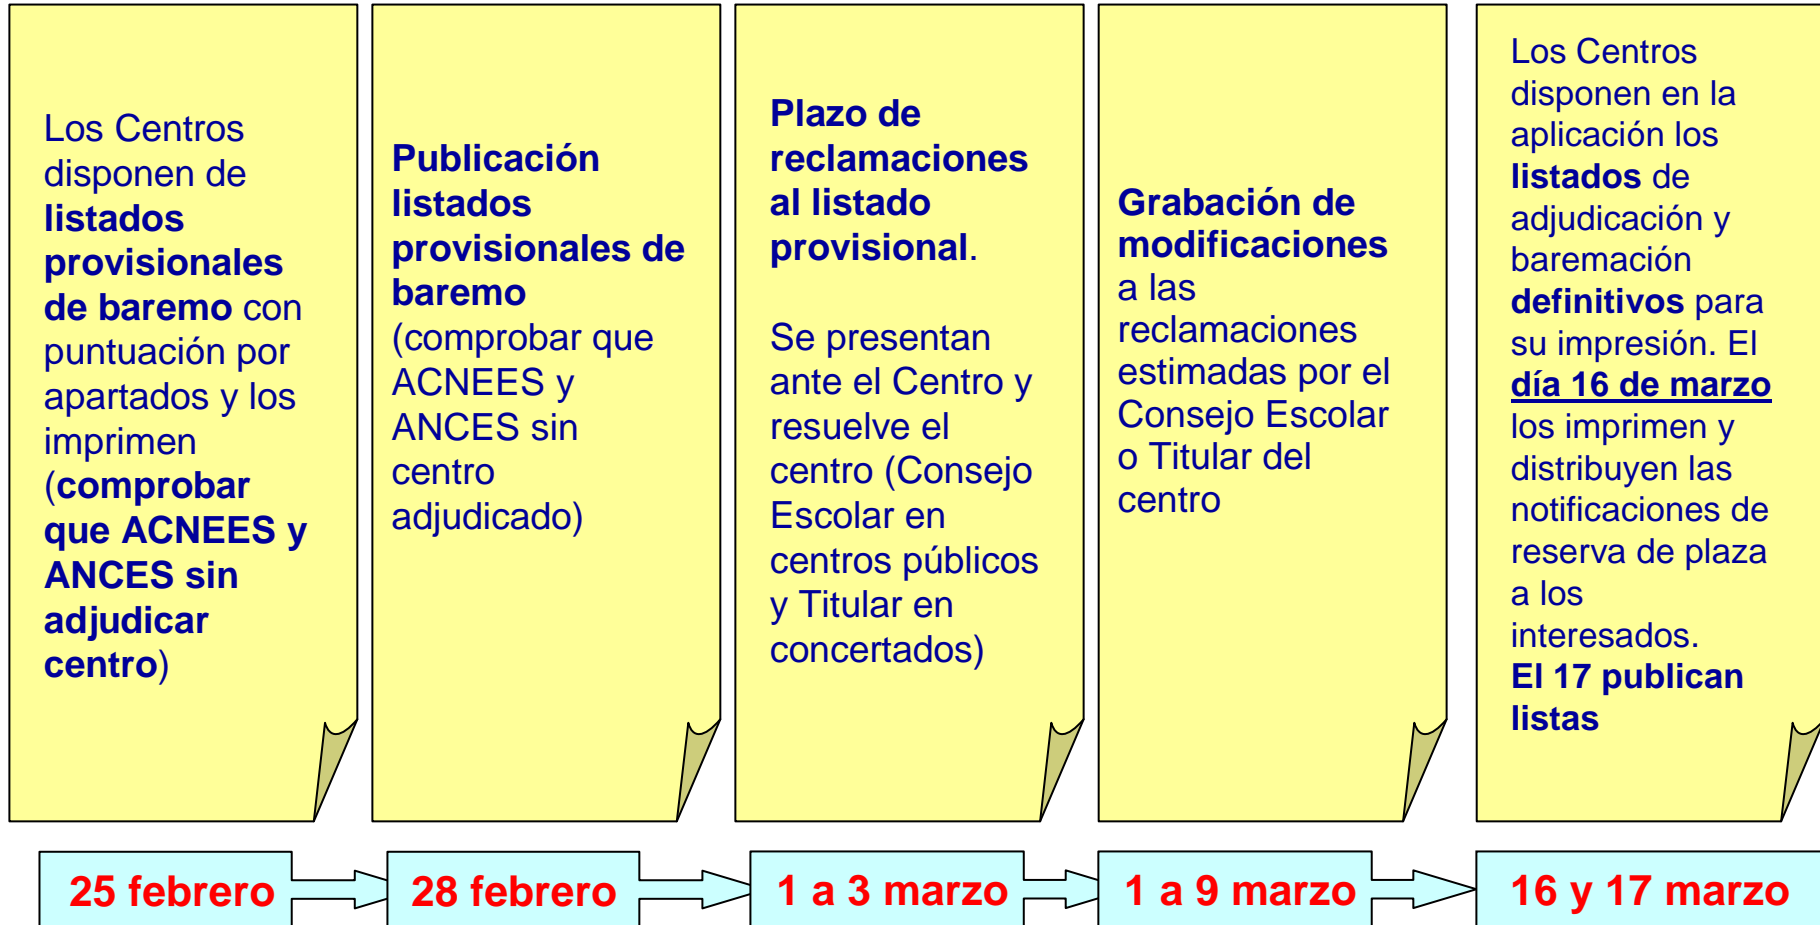 Los Centros
disponen de
listados
provisionales
de baremo con
puntuación por
apartados y los
imprimen
(comprobar
que ACNEES y
ANCES sin
adjudicar
centro)
Publicación
listados
provisionales de
baremo
(comprobar que
ACNEES y
ANCES sin
centro
adjudicado)
Plazo de
reclamaciones
al listado
provisional.
Se presentan
ante el Centro y
resuelve el
centro (Consejo
Escolar en
centros públicos
y Titular en
concertados)
Grabación de
modificaciones
a las
reclamaciones
estimadas por el
Consejo Escolar
o Titular del
centro
Los Centros
disponen en la
aplicación los
listados de
adjudicación y
baremación
definitivos para
su impresión. El
día 16 de marzo
los imprimen y
distribuyen las
notificaciones de
reserva de plaza
a los
interesados.
El 17 publican
listas
25 febrero
28 febrero
1 a 3 marzo
1 a 9 marzo
16 y 17 marzo